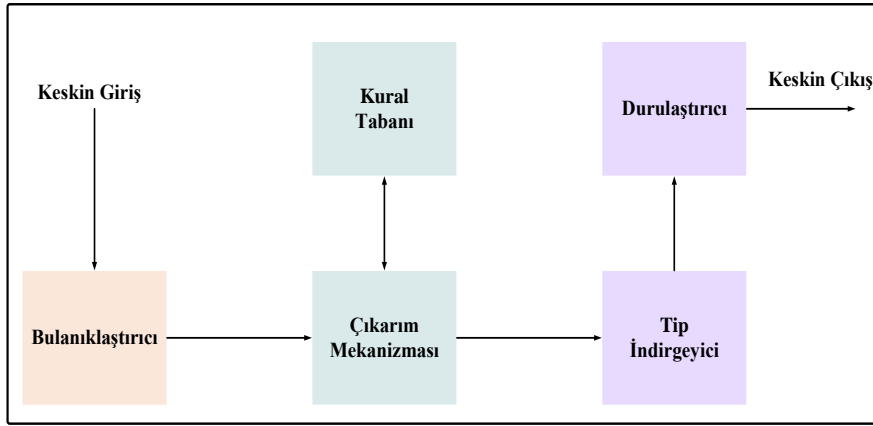 Keskin Giriş
Kural
Tabanı
Durulaştırıcı
Keskin Çıkış
Bulanıklaştırıcı
Çıkarım
Mekanizması
Tip
İndirgeyici